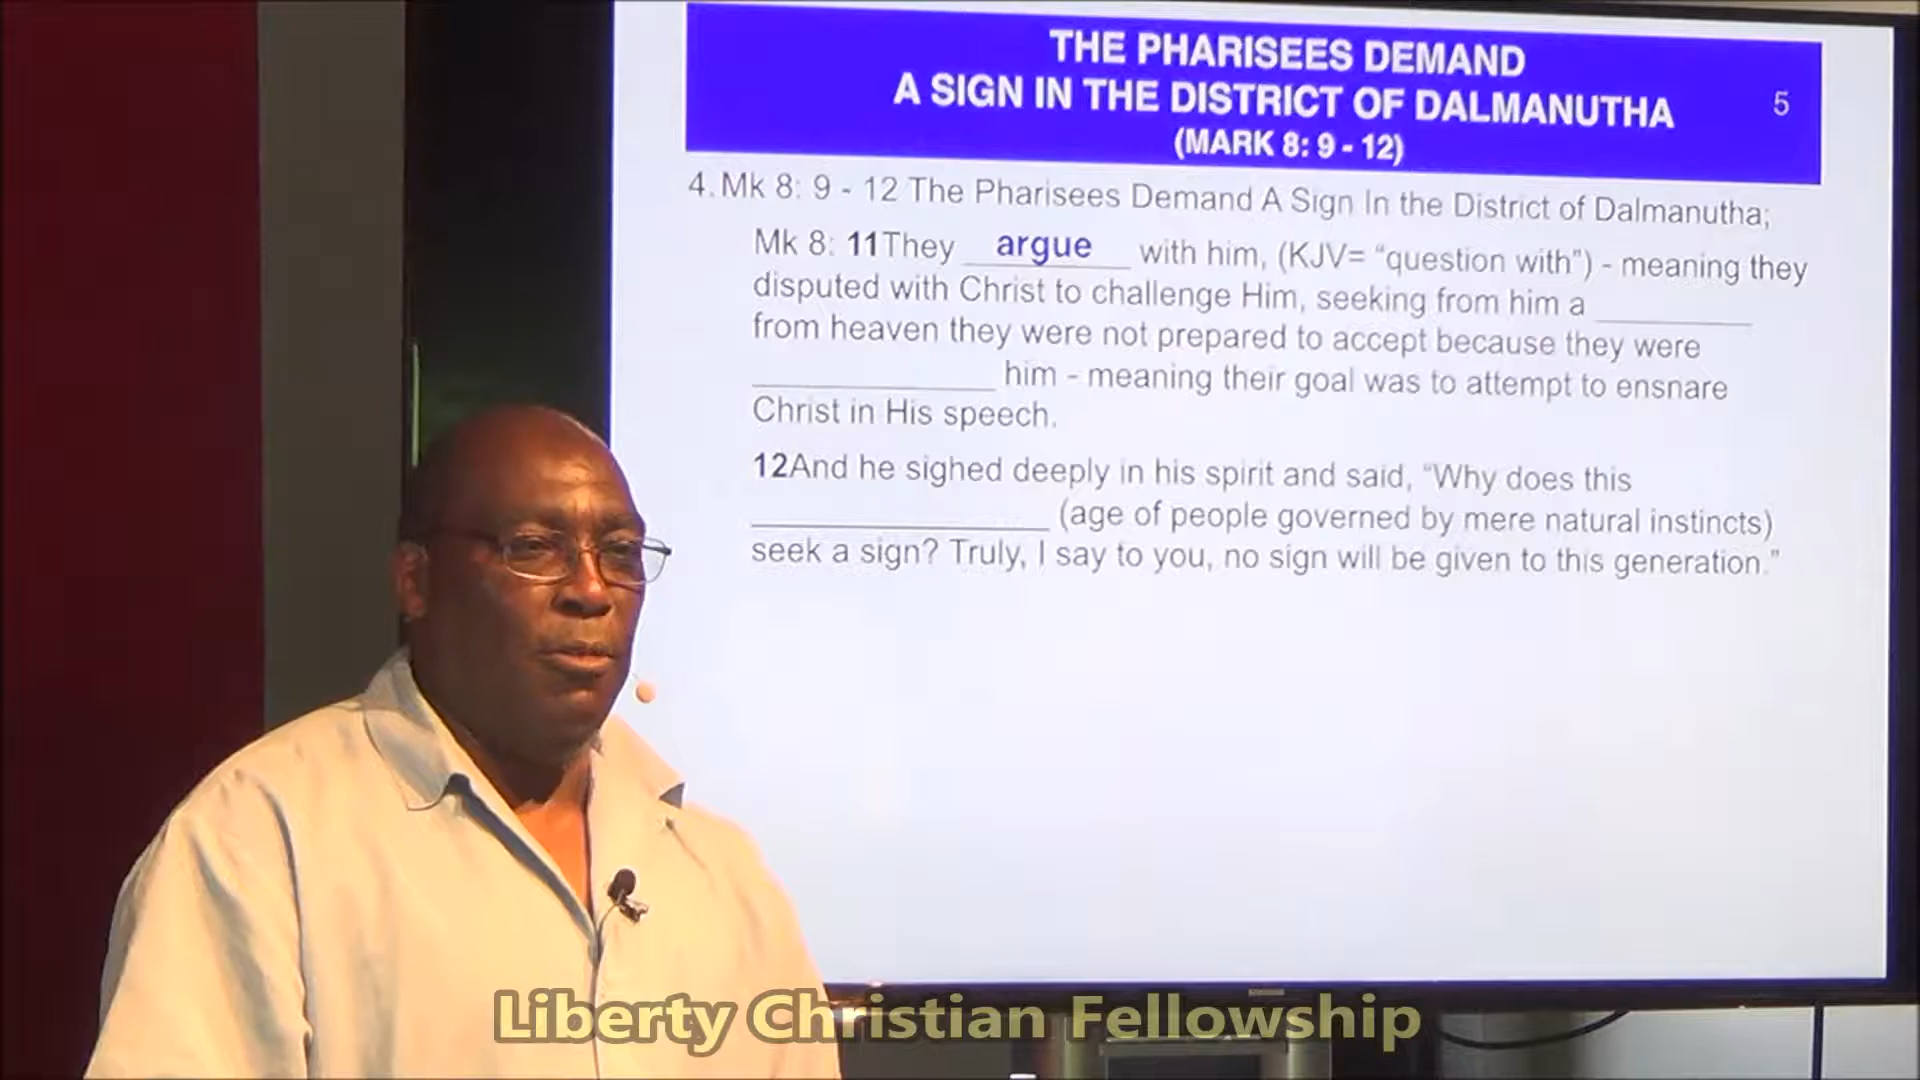 THE PHARISEES DEMAND
A SIGN IN THE DISTRICT OF DALMANUTHA
5
(MARK 8: 9 - 12)
4. Mk 8: 9 - 12 The Pharisees Demand A Sign In the District of Dalmanutha;
Mk 8: 11They argue with him, (KJV= “question with”) - meaning they
disputed with Christ to challenge Him, seeking from him a __________
from heaven they were not prepared to accept because they were
________________ him - meaning their goal was to attempt to ensnare
Christ in His speech.
12And he sighed deeply in his spirit and said, “Why does this
____________________ (age of people governed by mere natural instincts)
seek a sign? Truly, I say to you, no sign will be given to this generation.”
Liberty Christian Fellowship